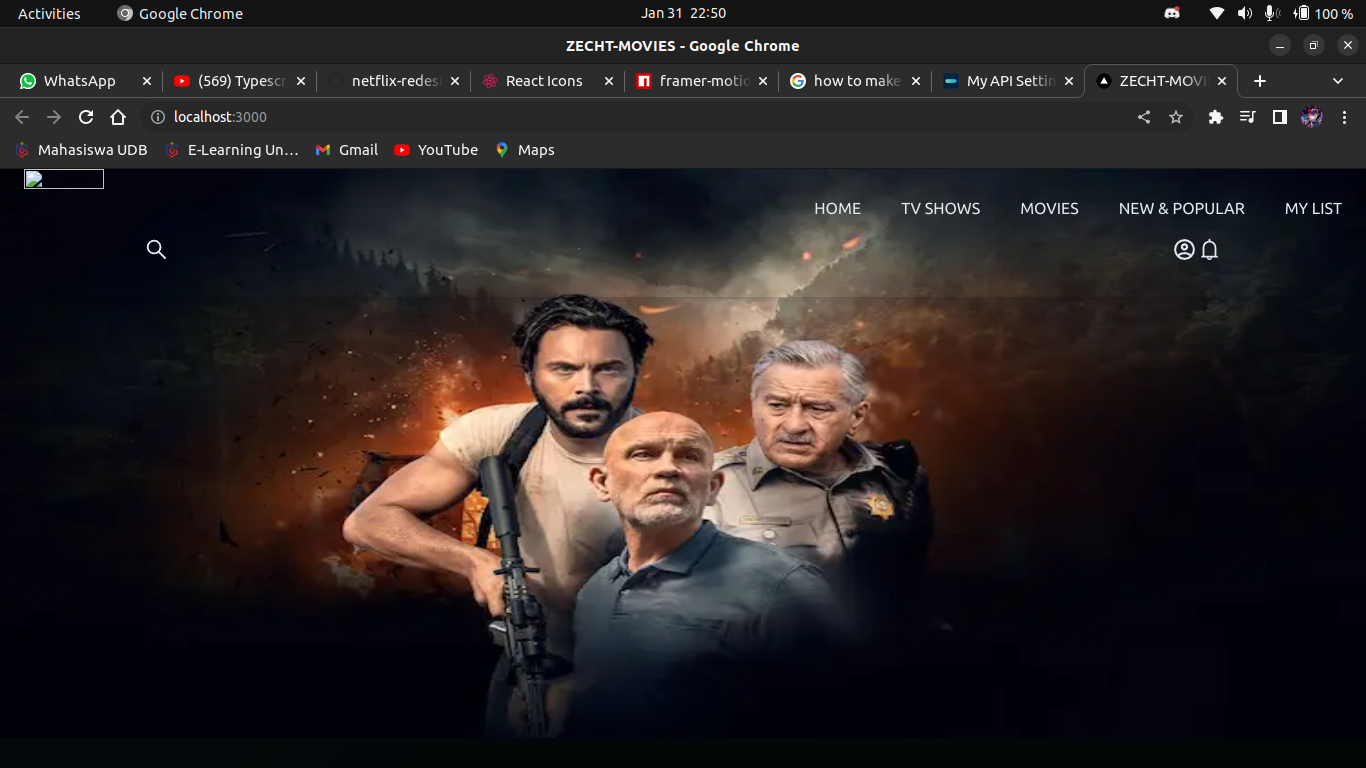 Activities Google Chrome Jan 31 22:50 100 %
ZECHT-MOVIES - Google Chrome
WhatsApp (569) Typescr netflix-redesi React Icons framer-motio how to make My API Settin ZECHT-MOVI
localhost:3000
Mahasiswa UDB E-Learning Un... Gmail YouTube Maps
HOME TV SHOWS MOVIES NEW & POPULAR MY LIST